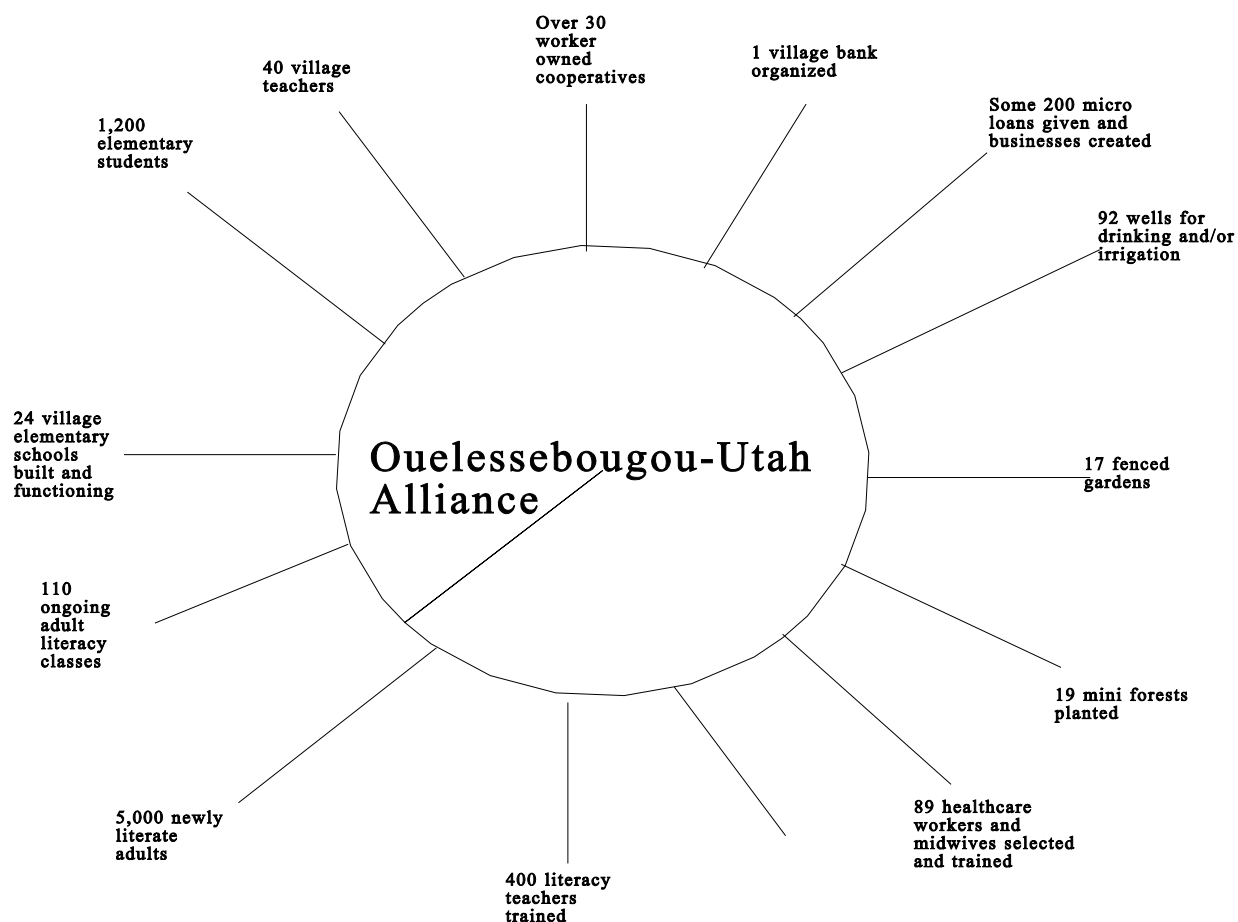 Over 30
worker
owned
cooperatives
1 village bank
organized
40 village
teachers
Some 200 micro
loans given and
businesses created
1,200
elementary
students
92 wells for
drinking and/or
irrigation
24 village
elementary
schools
built and
functioning
Ouelessebougou-Utah
Alliance
17 fenced
gardens
110
ongoing
adult
literacy
classes
19 mini forests
planted
89 healthcare
workers and
midwives selected
and trained
5,000 newly
literate
adults
400 literacy
teachers
trained